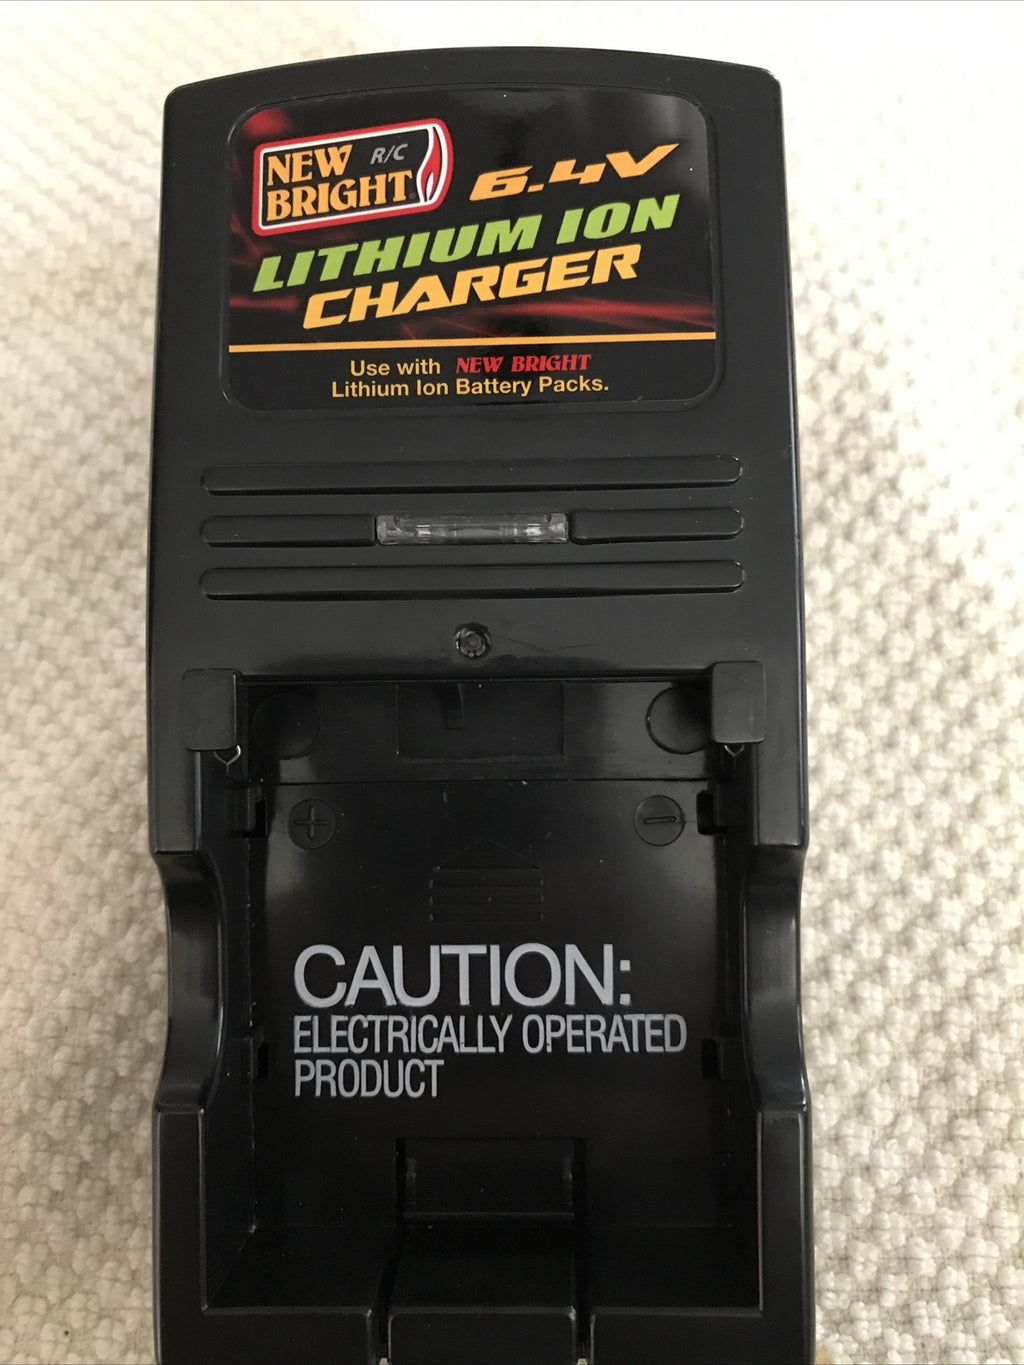 NEW R/C
BRIGHT
6.4V
LITHIUM ION
CHARGER
Use with NEW BRIGHT
Lithium Ion Battery Packs.
+ −
CAUTION:
ELECTRICALLY OPERATED
PRODUCT